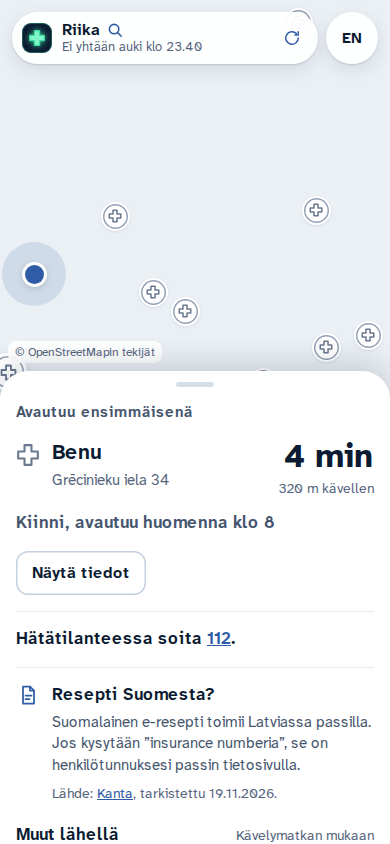 Riika
Ei yhtään auki klo 23.40
EN
© OpenStreetMapin tekijät
Avautuu ensimmäisenä
Benu
4 min
Grēcinieku iela 34
320 m kävellen
Kiinni, avautuu huomenna klo 8
Näytä tiedot
Hätätilanteessa soita 112.
Resepti Suomesta?
Suomalainen e-resepti toimii Latviassa passilla.
Jos kysytään ”insurance numberia”, se on
henkilötunnuksesi passin tietosivulla.
Lähde: Kanta, tarkistettu 19.11.2026.
Muut lähellä
Kävelymatkan mukaan